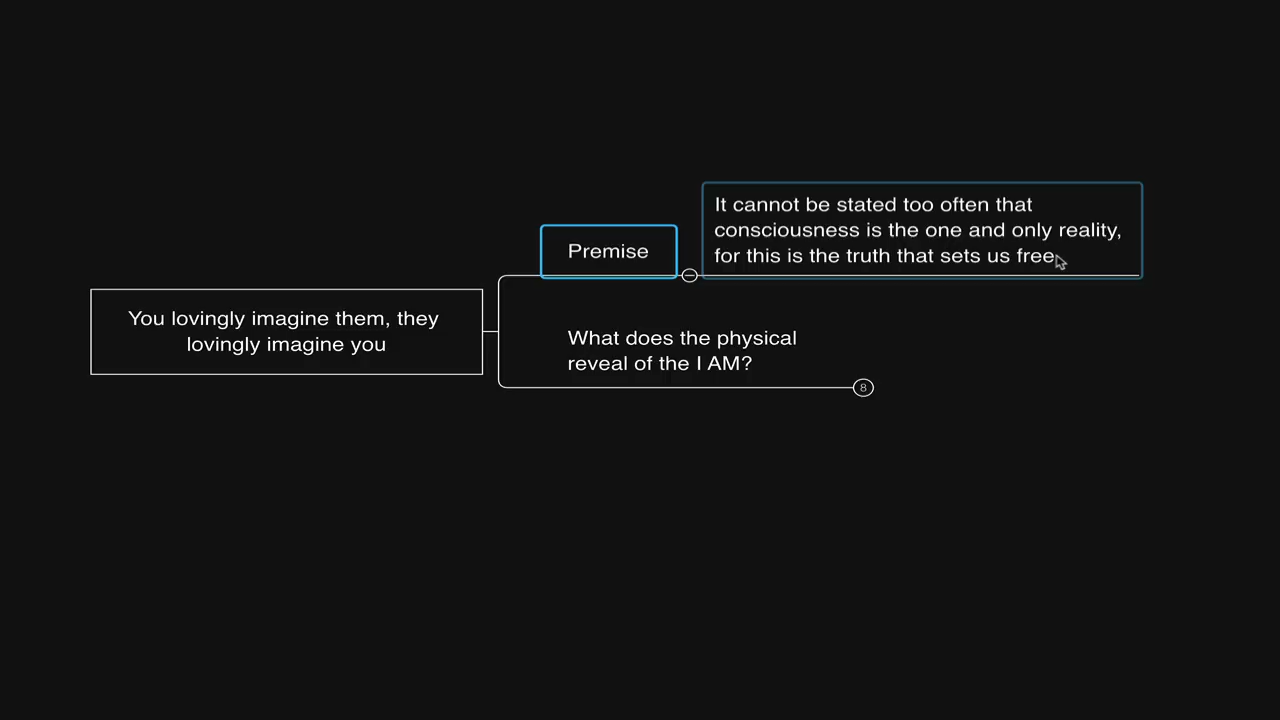 You lovingly imagine them, they
lovingly imagine you
Premise
It cannot be stated too often that
consciousness is the one and only reality,
for this is the truth that sets us free
What does the physical
reveal of the I AM?
8